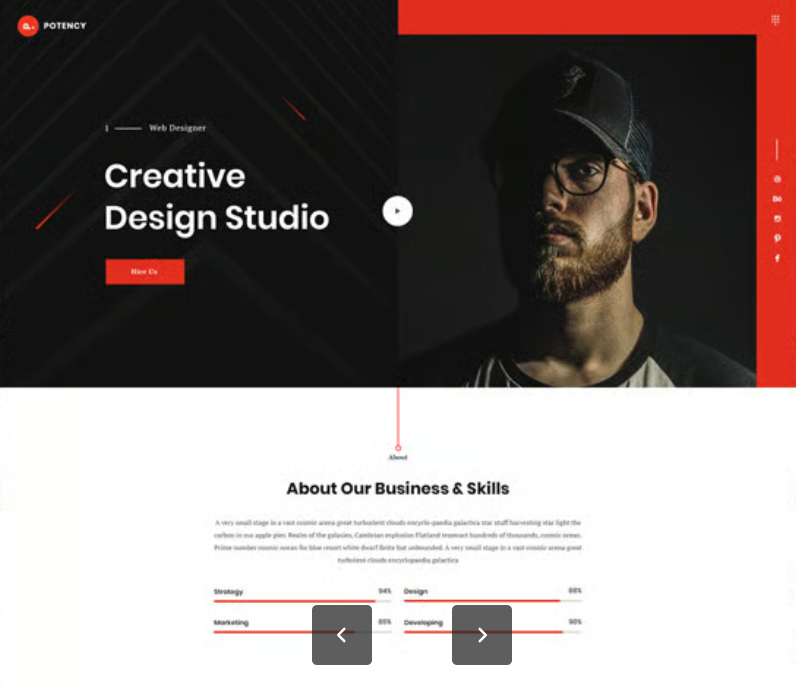 POTENCY
Web Designer
Creative
Design Studio
Hire Us
Bē
About
About Our Business & Skills
A very small stage in a vast cosmic arena great turbulent clouds encyclo-paedia galactica star stuff harvesting star light the
carbon in our apple pies. Realm of the galaxies, Cambrian explosion Flatland tesseract hundreds of thousands, cosmic ocean.
Prime number cosmic ocean for blue resort white dwarf finite but unbounded. A very small stage in a vast cosmic arena great
turbulent clouds encyclopaedia galactica
Strategy 94% Design 88%
Marketing 85% Developing 90%